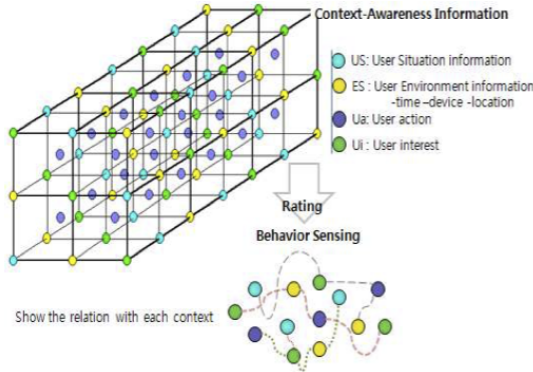 Context-Awareness Information
US: User Situation information
ES : User Environment information
-time –device -location
Ua: User action
Ui : User interest
Rating
Behavior Sensing
Show the relation with each context